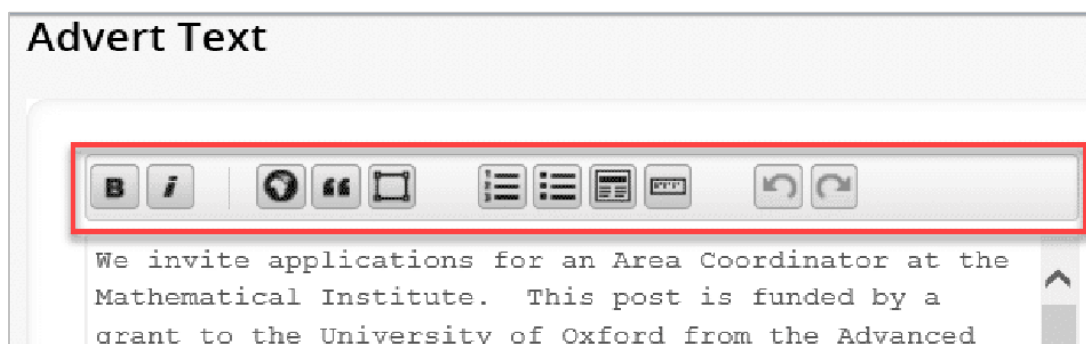 Advert Text
B i
We invite applications for an Area Coordinator at the
Mathematical Institute.  This post is funded by a
grant to the University of Oxford from the Advanced